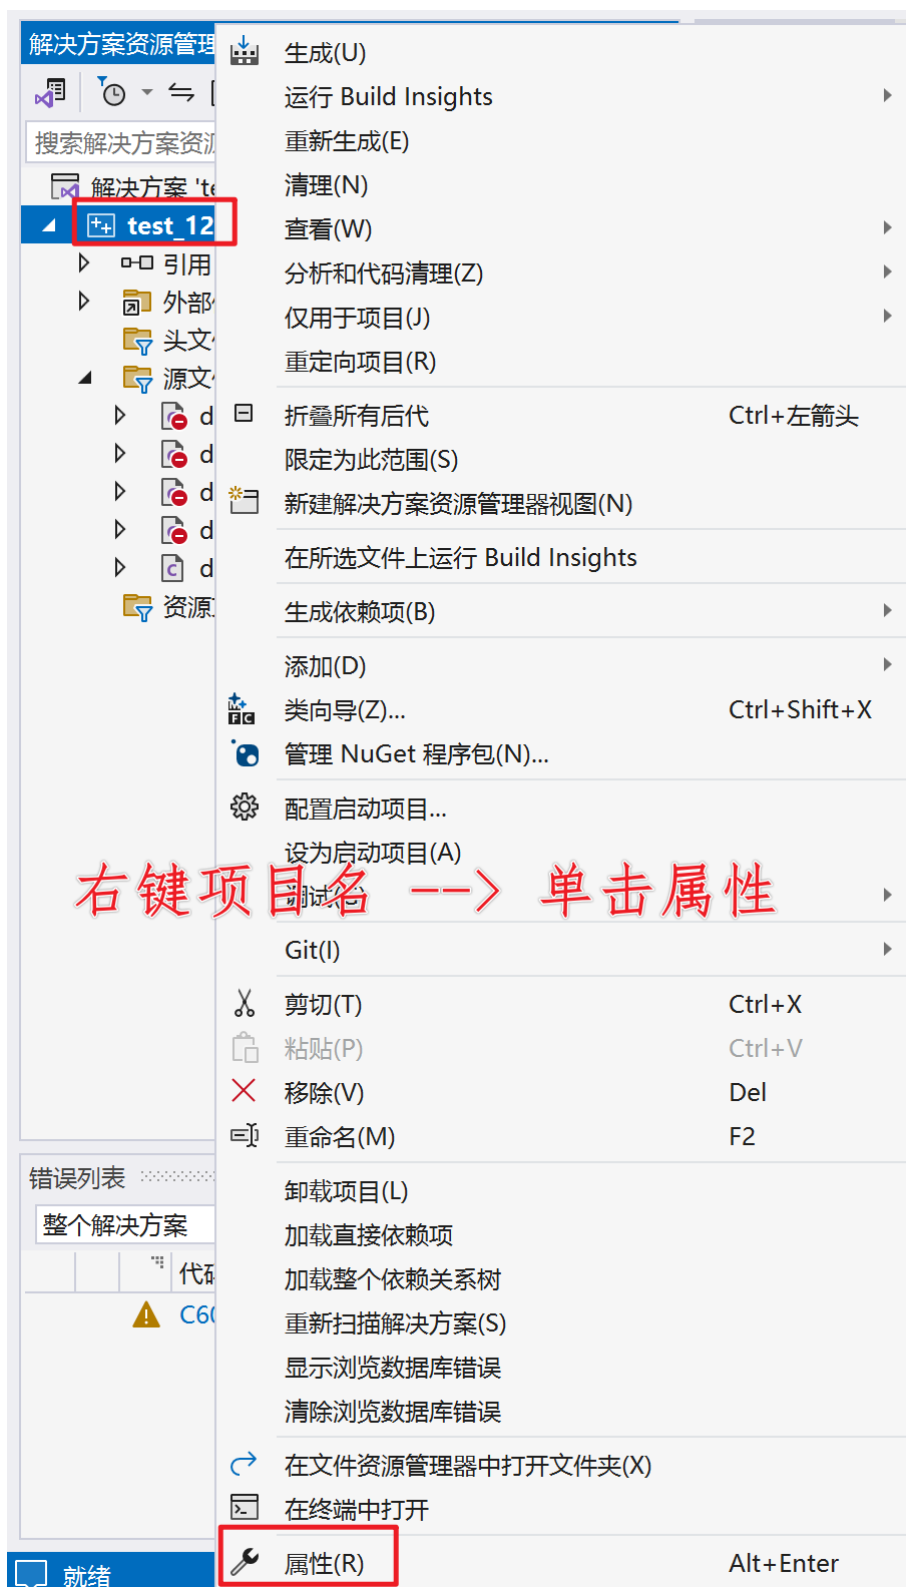 解决方案资源管理
搜索解决方案资源
解决方案 'te
test_12
引用
外部
头文
源文
d
d
d
d
d
资源
生成(U)
运行 Build Insights
重新生成(E)
清理(N)
查看(W)
分析和代码清理(Z)
仅用于项目(J)
重定向项目(R)
折叠所有后代 Ctrl+左箭头
限定为此范围(S)
新建解决方案资源管理器视图(N)
在所选文件上运行 Build Insights
生成依赖项(B)
添加(D)
类向导(Z)... Ctrl+Shift+X
管理 NuGet 程序包(N)...
配置启动项目...
设为启动项目(A)
调试
右键项目名 --> 单击属性
Git(I)
剪切(T) Ctrl+X
粘贴(P) Ctrl+V
移除(V) Del
重命名(M) F2
卸载项目(L)
加载直接依赖项
加载整个依赖关系树
重新扫描解决方案(S)
显示浏览数据库错误
清除浏览数据库错误
在文件资源管理器中打开文件夹(X)
在终端中打开
属性(R) Alt+Enter
错误列表
整个解决方案
代码
C60
就绪